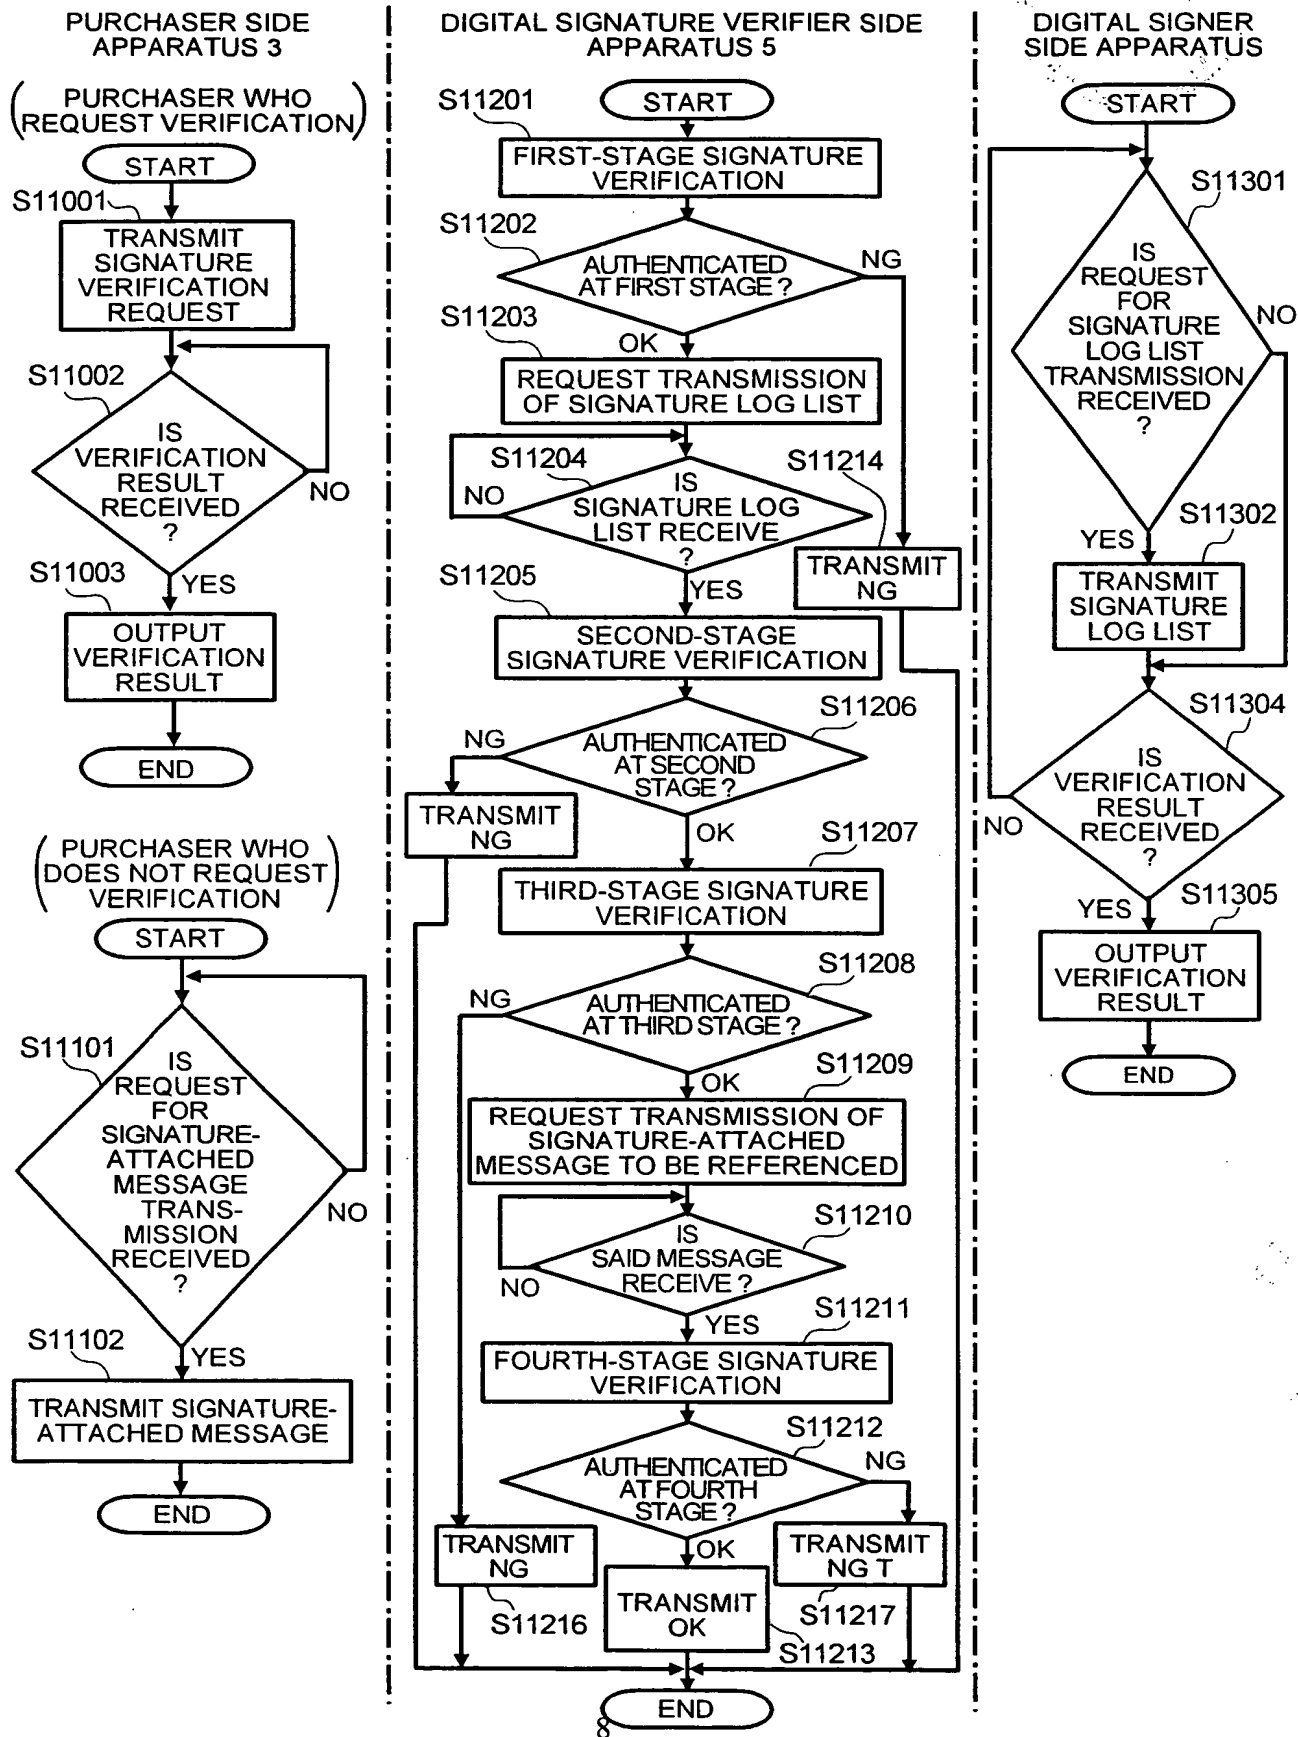 PURCHASER SIDE
APPARATUS 3
(PURCHASER WHO
REQUEST VERIFICATION)
START
S11001
TRANSMIT
SIGNATURE
VERIFICATION
REQUEST
S11002
IS
VERIFICATION
RESULT
RECEIVED
?
NO
YES
S11003
OUTPUT
VERIFICATION
RESULT
END
(PURCHASER WHO
DOES NOT REQUEST
VERIFICATION)
START
S11101
IS
REQUEST
FOR
SIGNATURE-
ATTACHED
MESSAGE
TRANS-
MISSION
RECEIVED
?
NO
YES
S11102
TRANSMIT SIGNATURE-
ATTACHED MESSAGE
END
DIGITAL SIGNATURE VERIFIER SIDE
APPARATUS 5
START
S11201
FIRST-STAGE SIGNATURE
VERIFICATION
S11202
AUTHENTICATED
AT FIRST STAGE ?
NG
OK
S11203
REQUEST TRANSMISSION
OF SIGNATURE LOG LIST
S11204
IS
SIGNATURE LOG
LIST RECEIVE
?
NO
YES
S11214
TRANSMIT
NG
S11205
SECOND-STAGE
SIGNATURE VERIFICATION
S11206
AUTHENTICATED
AT SECOND
STAGE ?
NG
TRANSMIT
NG
OK
S11207
THIRD-STAGE SIGNATURE
VERIFICATION
S11208
AUTHENTICATED
AT THIRD STAGE ?
NG
OK
S11209
REQUEST TRANSMISSION OF
SIGNATURE-ATTACHED
MESSAGE TO BE REFERENCED
S11210
IS
SAID MESSAGE
RECEIVE ?
NO
YES
S11211
FOURTH-STAGE SIGNATURE
VERIFICATION
S11212
AUTHENTICATED
AT FOURTH
STAGE ?
NG
OK
TRANSMIT
NG
S11216
TRANSMIT
OK
S11213
TRANSMIT
NG T
S11217
END
8
DIGITAL SIGNER
SIDE APPARATUS
START
S11301
IS
REQUEST
FOR
SIGNATURE
LOG LIST
TRANSMISSION
RECEIVED
?
NO
YES
S11302
TRANSMIT
SIGNATURE
LOG LIST
S11304
IS
VERIFICATION
RESULT
RECEIVED
?
NO
YES
S11305
OUTPUT
VERIFICATION
RESULT
END